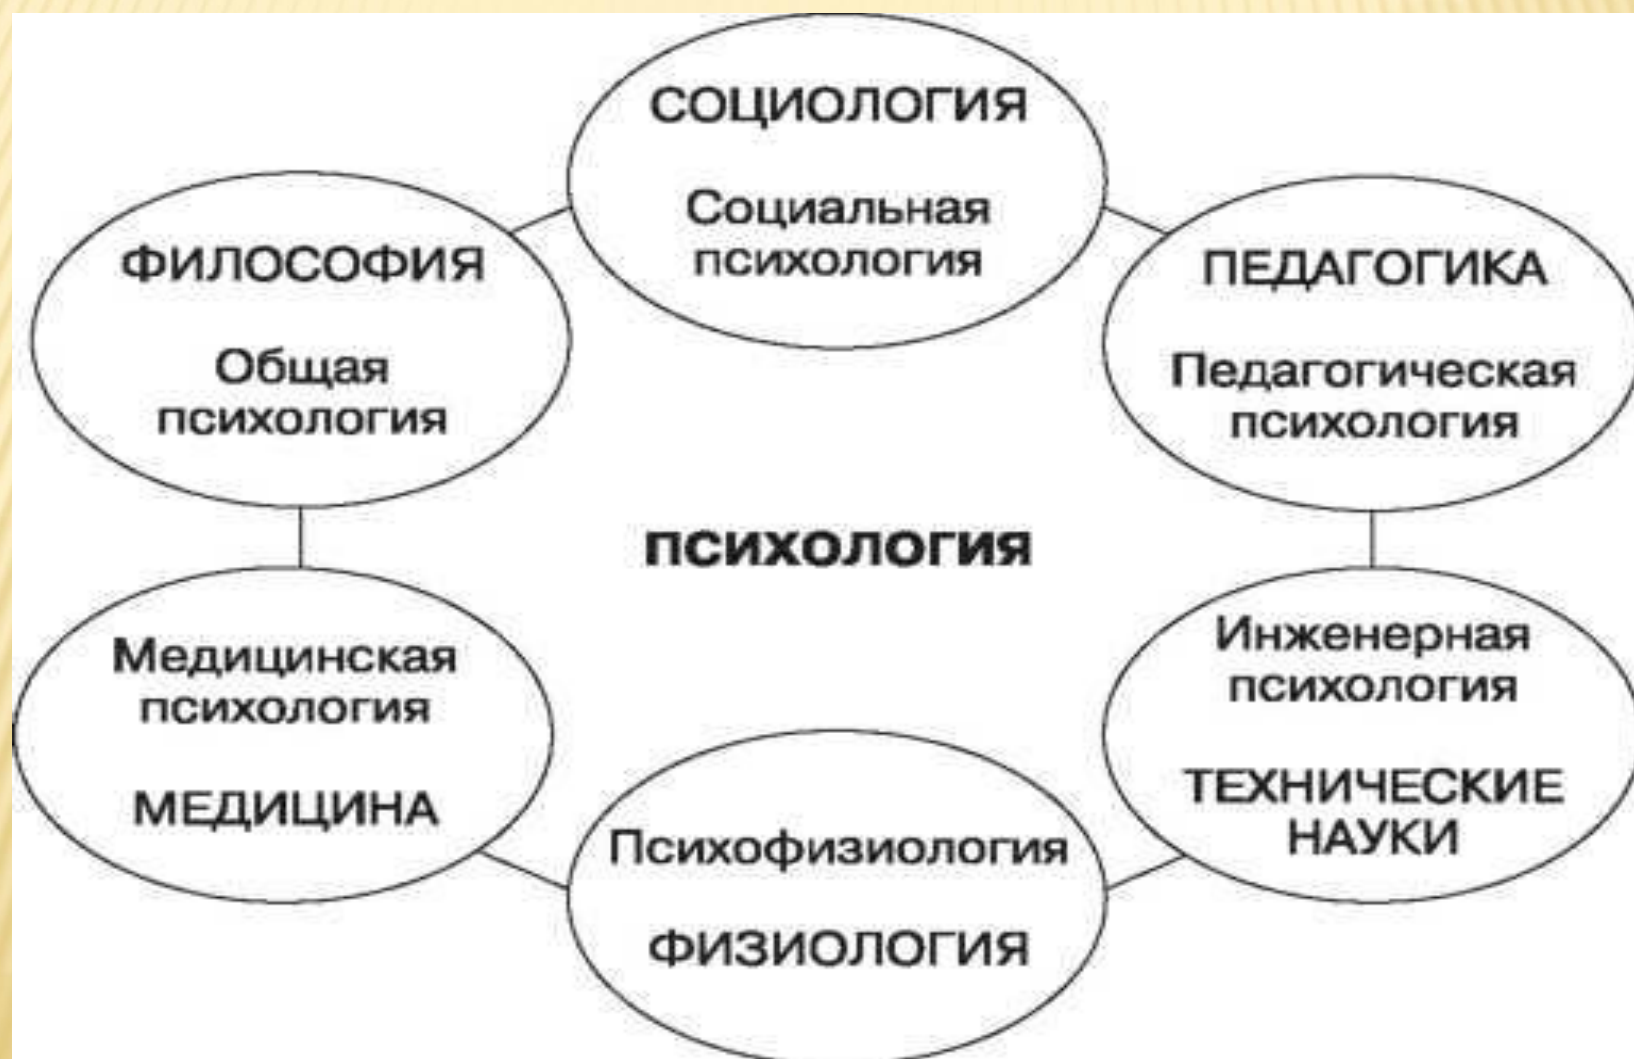 СОЦИОЛОГИЯ
Социальная
психология
ФИЛОСОФИЯ
Общая
психология
ПЕДАГОГИКА
Педагогическая
психология
ПСИХОЛОГИЯ
Медицинская
психология
МЕДИЦИНА
Инженерная
психология
ТЕХНИЧЕСКИЕ
НАУКИ
Психофизиология
ФИЗИОЛОГИЯ